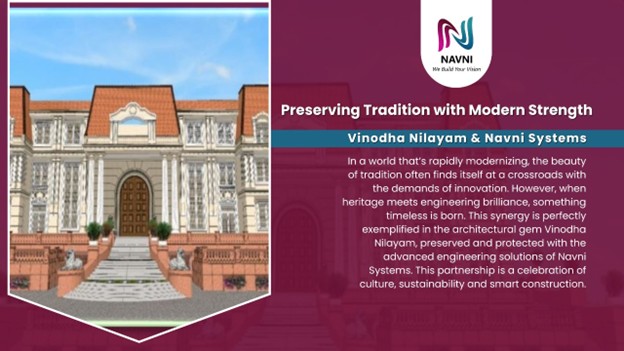 NAVNI
We Build Your Vision
Preserving Tradition with Modern Strength
Vinodha Nilayam & Navni Systems
In a world that's rapidly modernizing, the beauty
of tradition often finds itself at a crossroads with
the demands of innovation. However, when
heritage meets engineering brilliance, something
timeless is born. This synergy is perfectly
exemplified in the architectural gem Vinodha
Nilayam, preserved and protected with the
advanced engineering solutions of Navni
Systems. This partnership is a celebration of
culture, sustainability and smart construction.